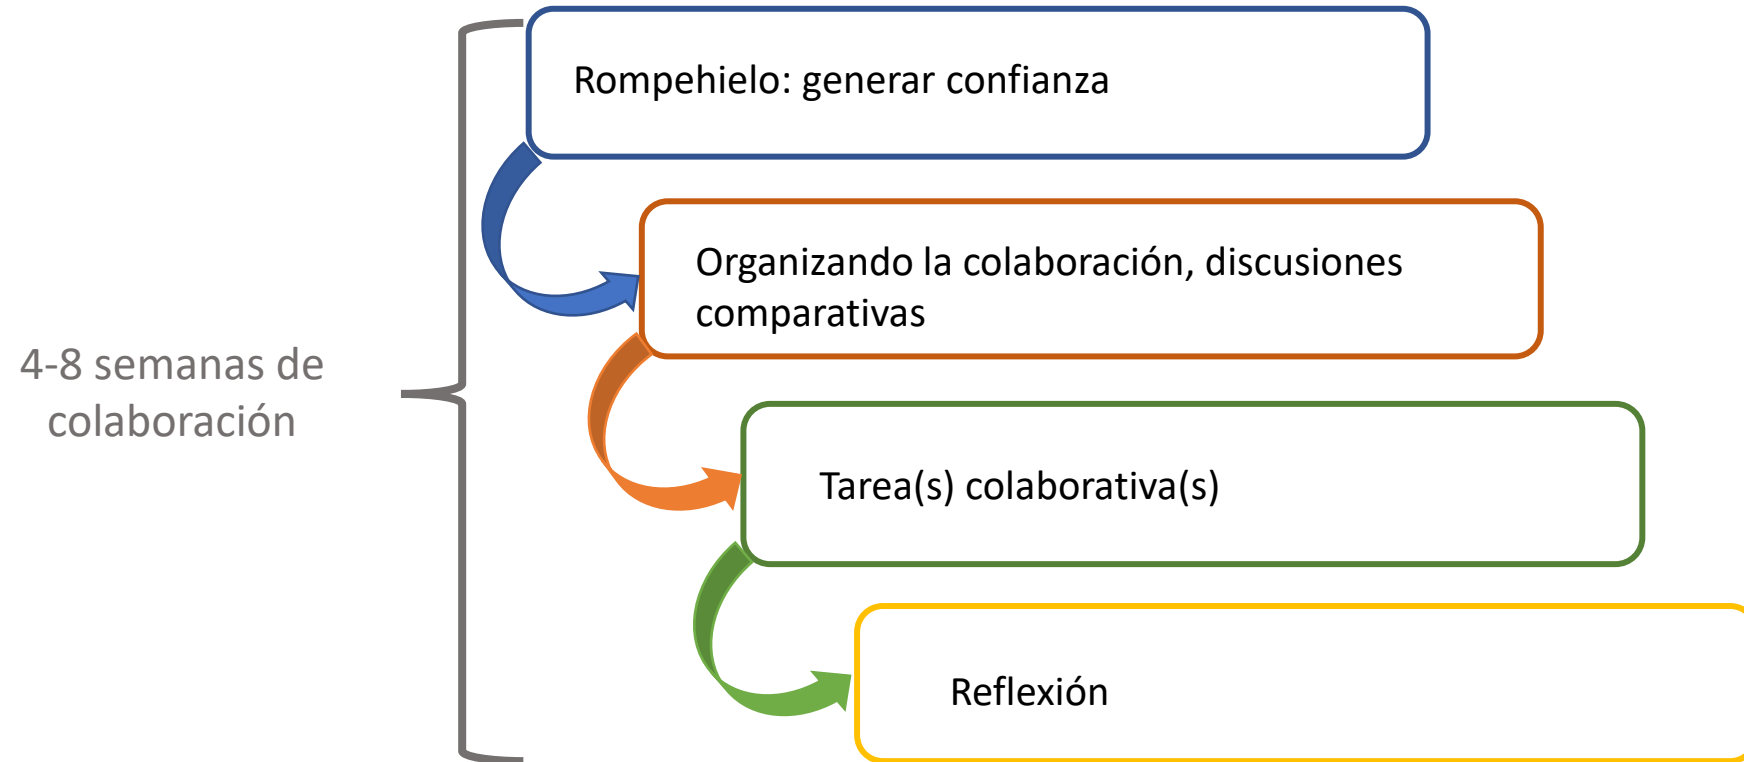 Rompehielo: generar confianza
Organizando la colaboración, discusiones
comparativas
4-8 semanas de
colaboración
Tarea(s) colaborativa(s)
Reflexión